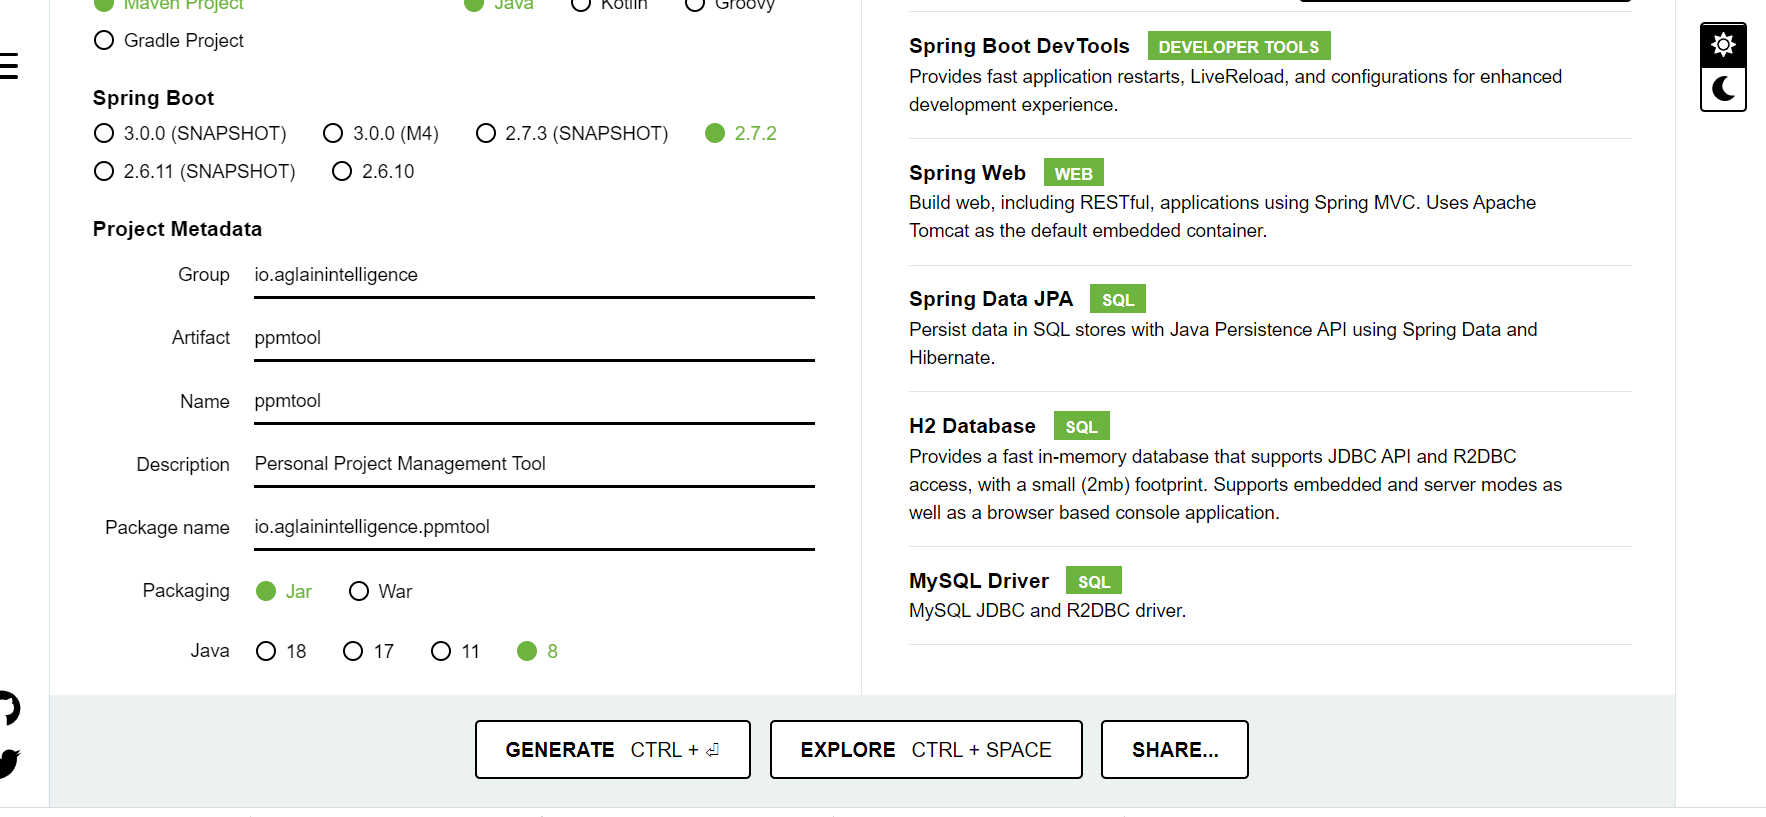 Maven Project Java Kotlin Groovy
Gradle Project
Spring Boot
3.0.0 (SNAPSHOT) 3.0.0 (M4) 2.7.3 (SNAPSHOT) 2.7.2
2.6.11 (SNAPSHOT) 2.6.10
Project Metadata
Group io.aglainintelligence
Artifact ppmtool
Name ppmtool
Description Personal Project Management Tool
Package name io.aglainintelligence.ppmtool
Packaging Jar War
Java 18 17 11 8
Spring Boot DevTools DEVELOPER TOOLS
Provides fast application restarts, LiveReload, and configurations for enhanced
development experience.
Spring Web WEB
Build web, including RESTful, applications using Spring MVC. Uses Apache
Tomcat as the default embedded container.
Spring Data JPA SQL
Persist data in SQL stores with Java Persistence API using Spring Data and
Hibernate.
H2 Database SQL
Provides a fast in-memory database that supports JDBC API and R2DBC
access, with a small (2mb) footprint. Supports embedded and server modes as
well as a browser based console application.
MySQL Driver SQL
MySQL JDBC and R2DBC driver.
GENERATE CTRL + ⏎ EXPLORE CTRL + SPACE SHARE...